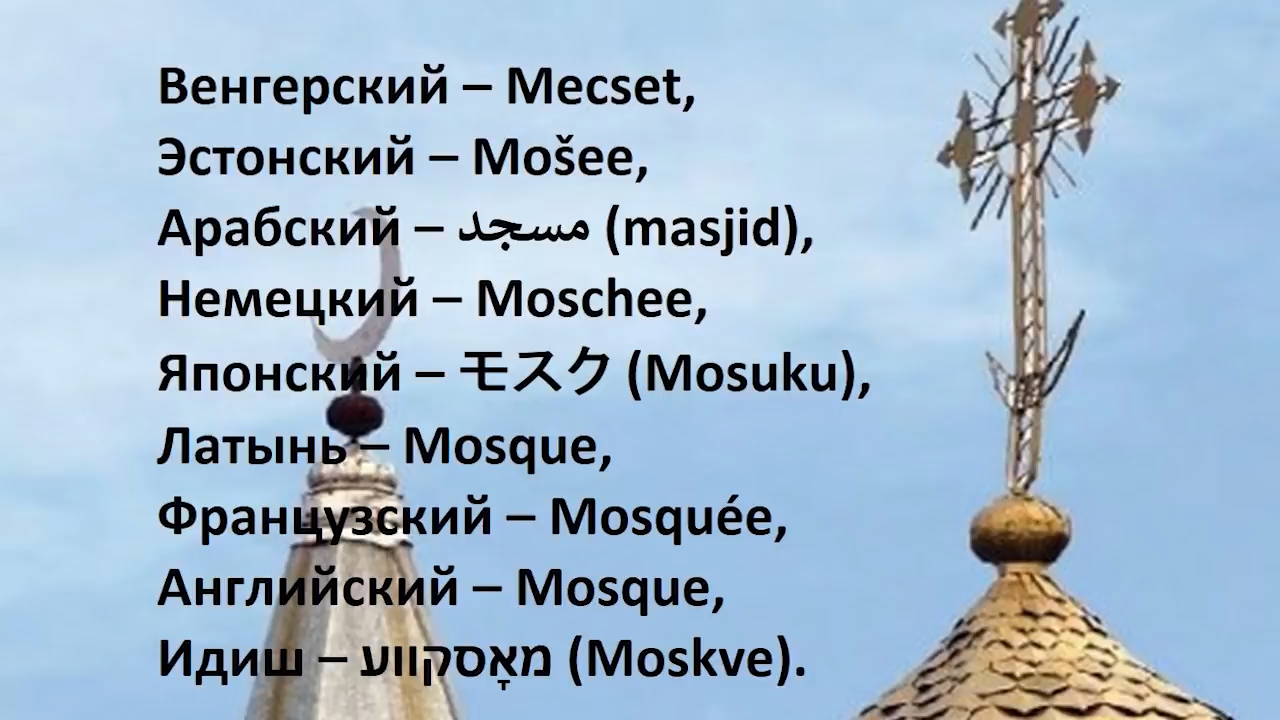 Венгерский – Mecset,
Эстонский – Mošee,
Арабский – مسجد (masjid),
Немецкий – Moschee,
Японский – モスク (Mosuku),
Латынь – Mosque,
Французский – Mosquée,
Английский – Mosque,
Идиш – מאָסקווע (Moskve).